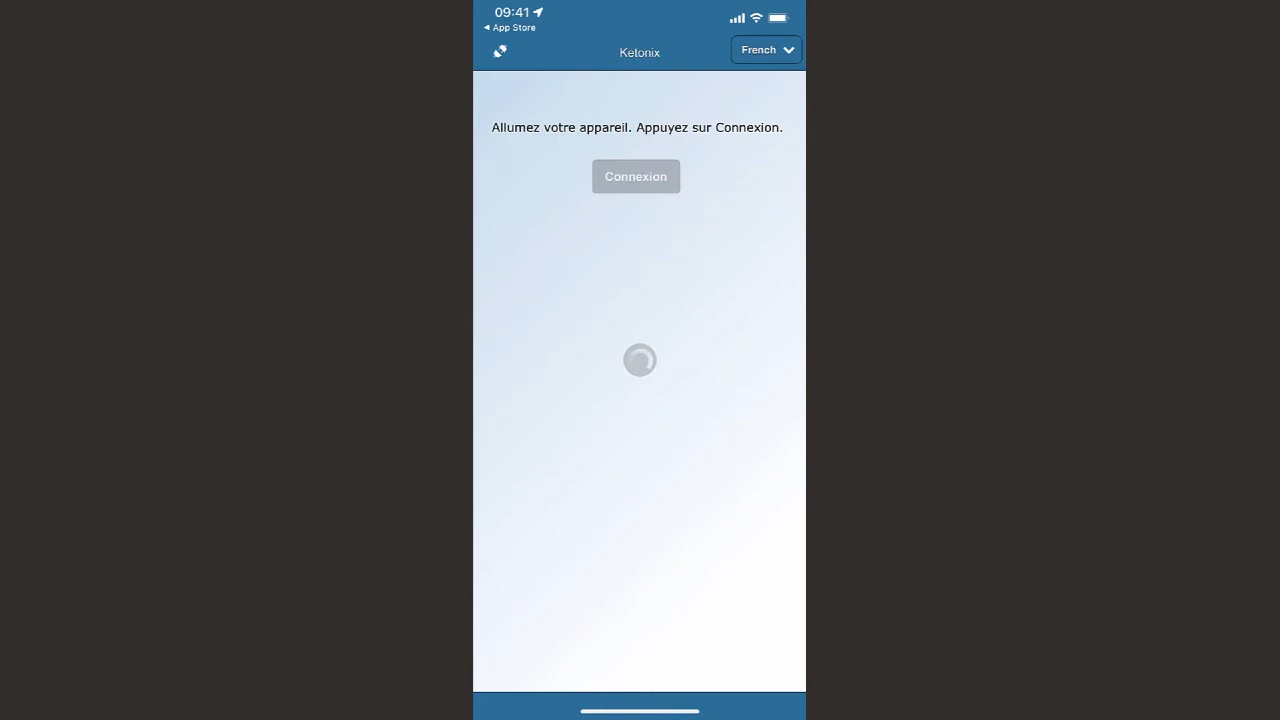 09:41
App Store
Ketonix
French
Allumez votre appareil. Appuyez sur Connexion.
Connexion